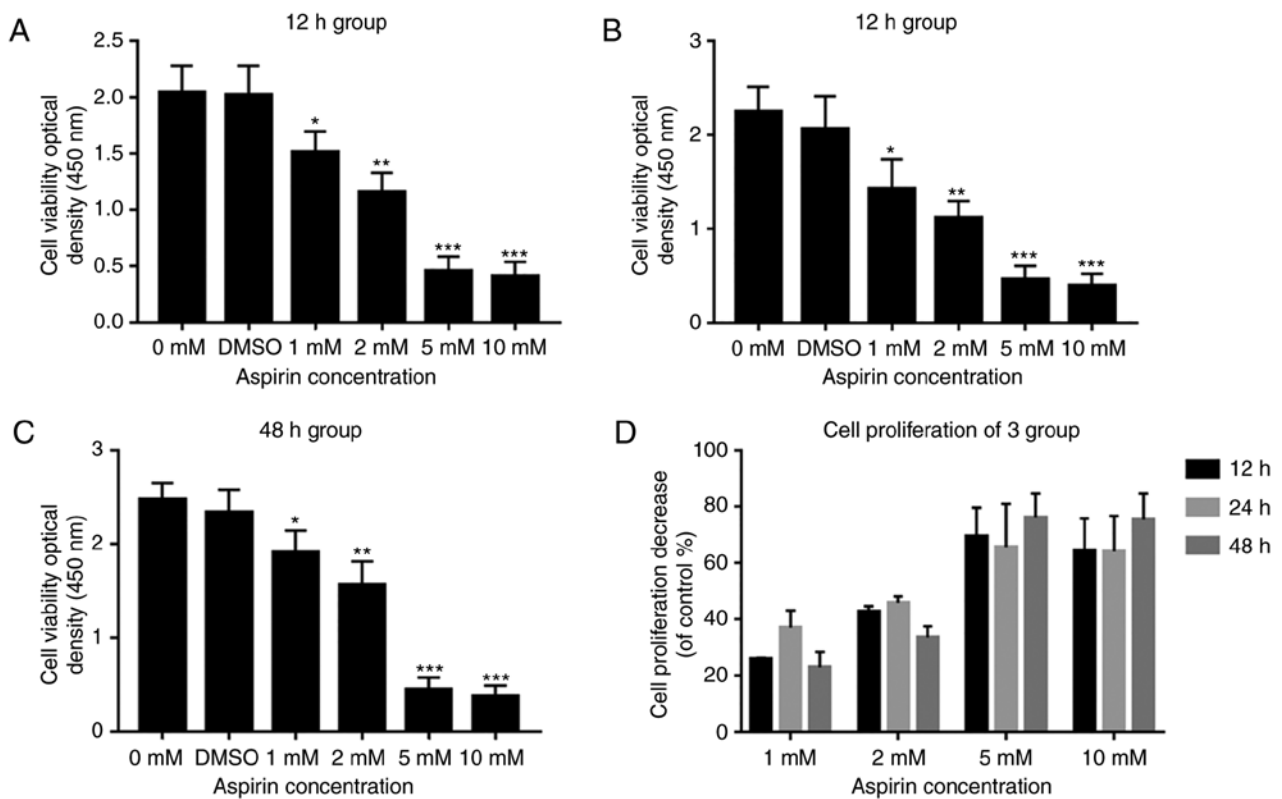 A
12 h group
Cell viability optical
density (450 nm)
2.5
2.0
1.5
1.0
0.5
0.0
*
**
***
***
0 mM DMSO 1 mM 2 mM 5 mM 10 mM
Aspirin concentration
B
12 h group
Cell viability optical
density (450 nm)
3
2
1
0
*
**
***
***
0 mM DMSO 1 mM 2 mM 5 mM 10 mM
Aspirin concentration
C
48 h group
Cell viability optical
density (450 nm)
3
2
1
0
*
**
***
***
0 mM DMSO 1 mM 2 mM 5 mM 10 mM
Aspirin concentration
D
Cell proliferation of 3 group
Cell proliferation decrease
(of control %)
100
80
60
40
20
0
1 mM 2 mM 5 mM 10 mM
Aspirin concentration
12 h
24 h
48 h